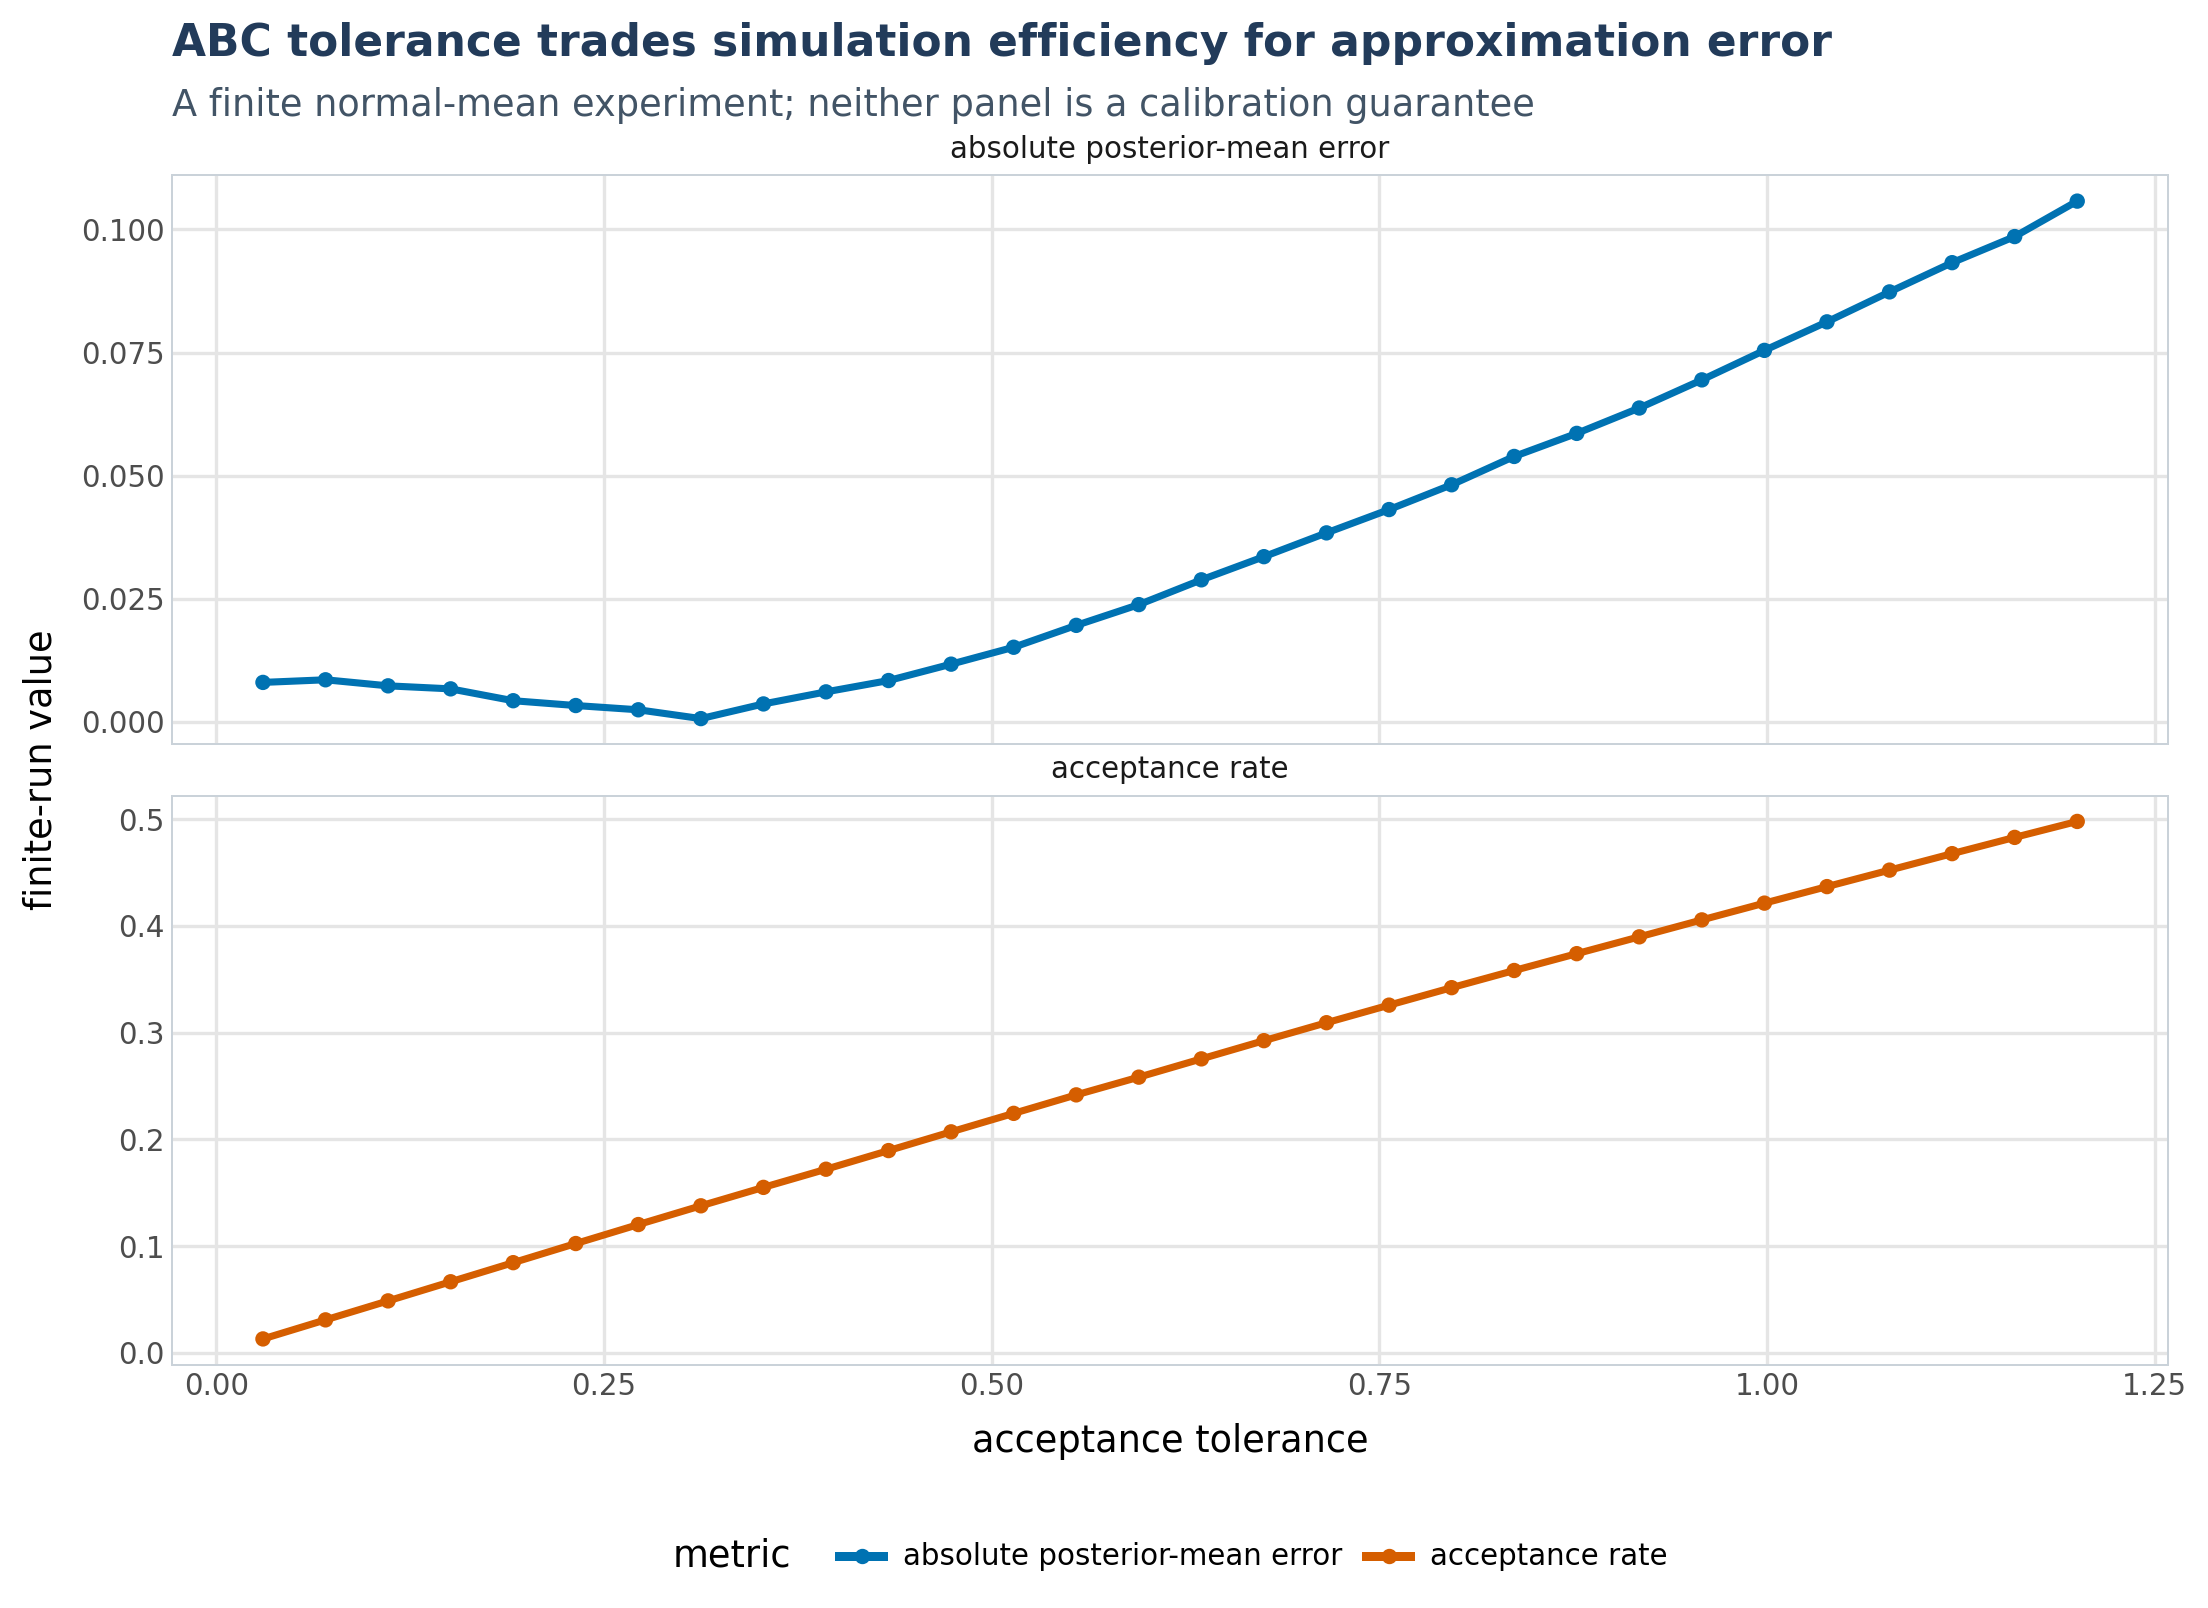 ABC tolerance trades simulation efficiency for approximation error
A finite normal-mean experiment; neither panel is a calibration guarantee
absolute posterior-mean error
0.100
0.075
0.050
0.025
0.000
finite-run value
acceptance rate
0.5
0.4
0.3
0.2
0.1
0.0
0.00 0.25 0.50 0.75 1.00 1.25
acceptance tolerance
metric absolute posterior-mean error acceptance rate